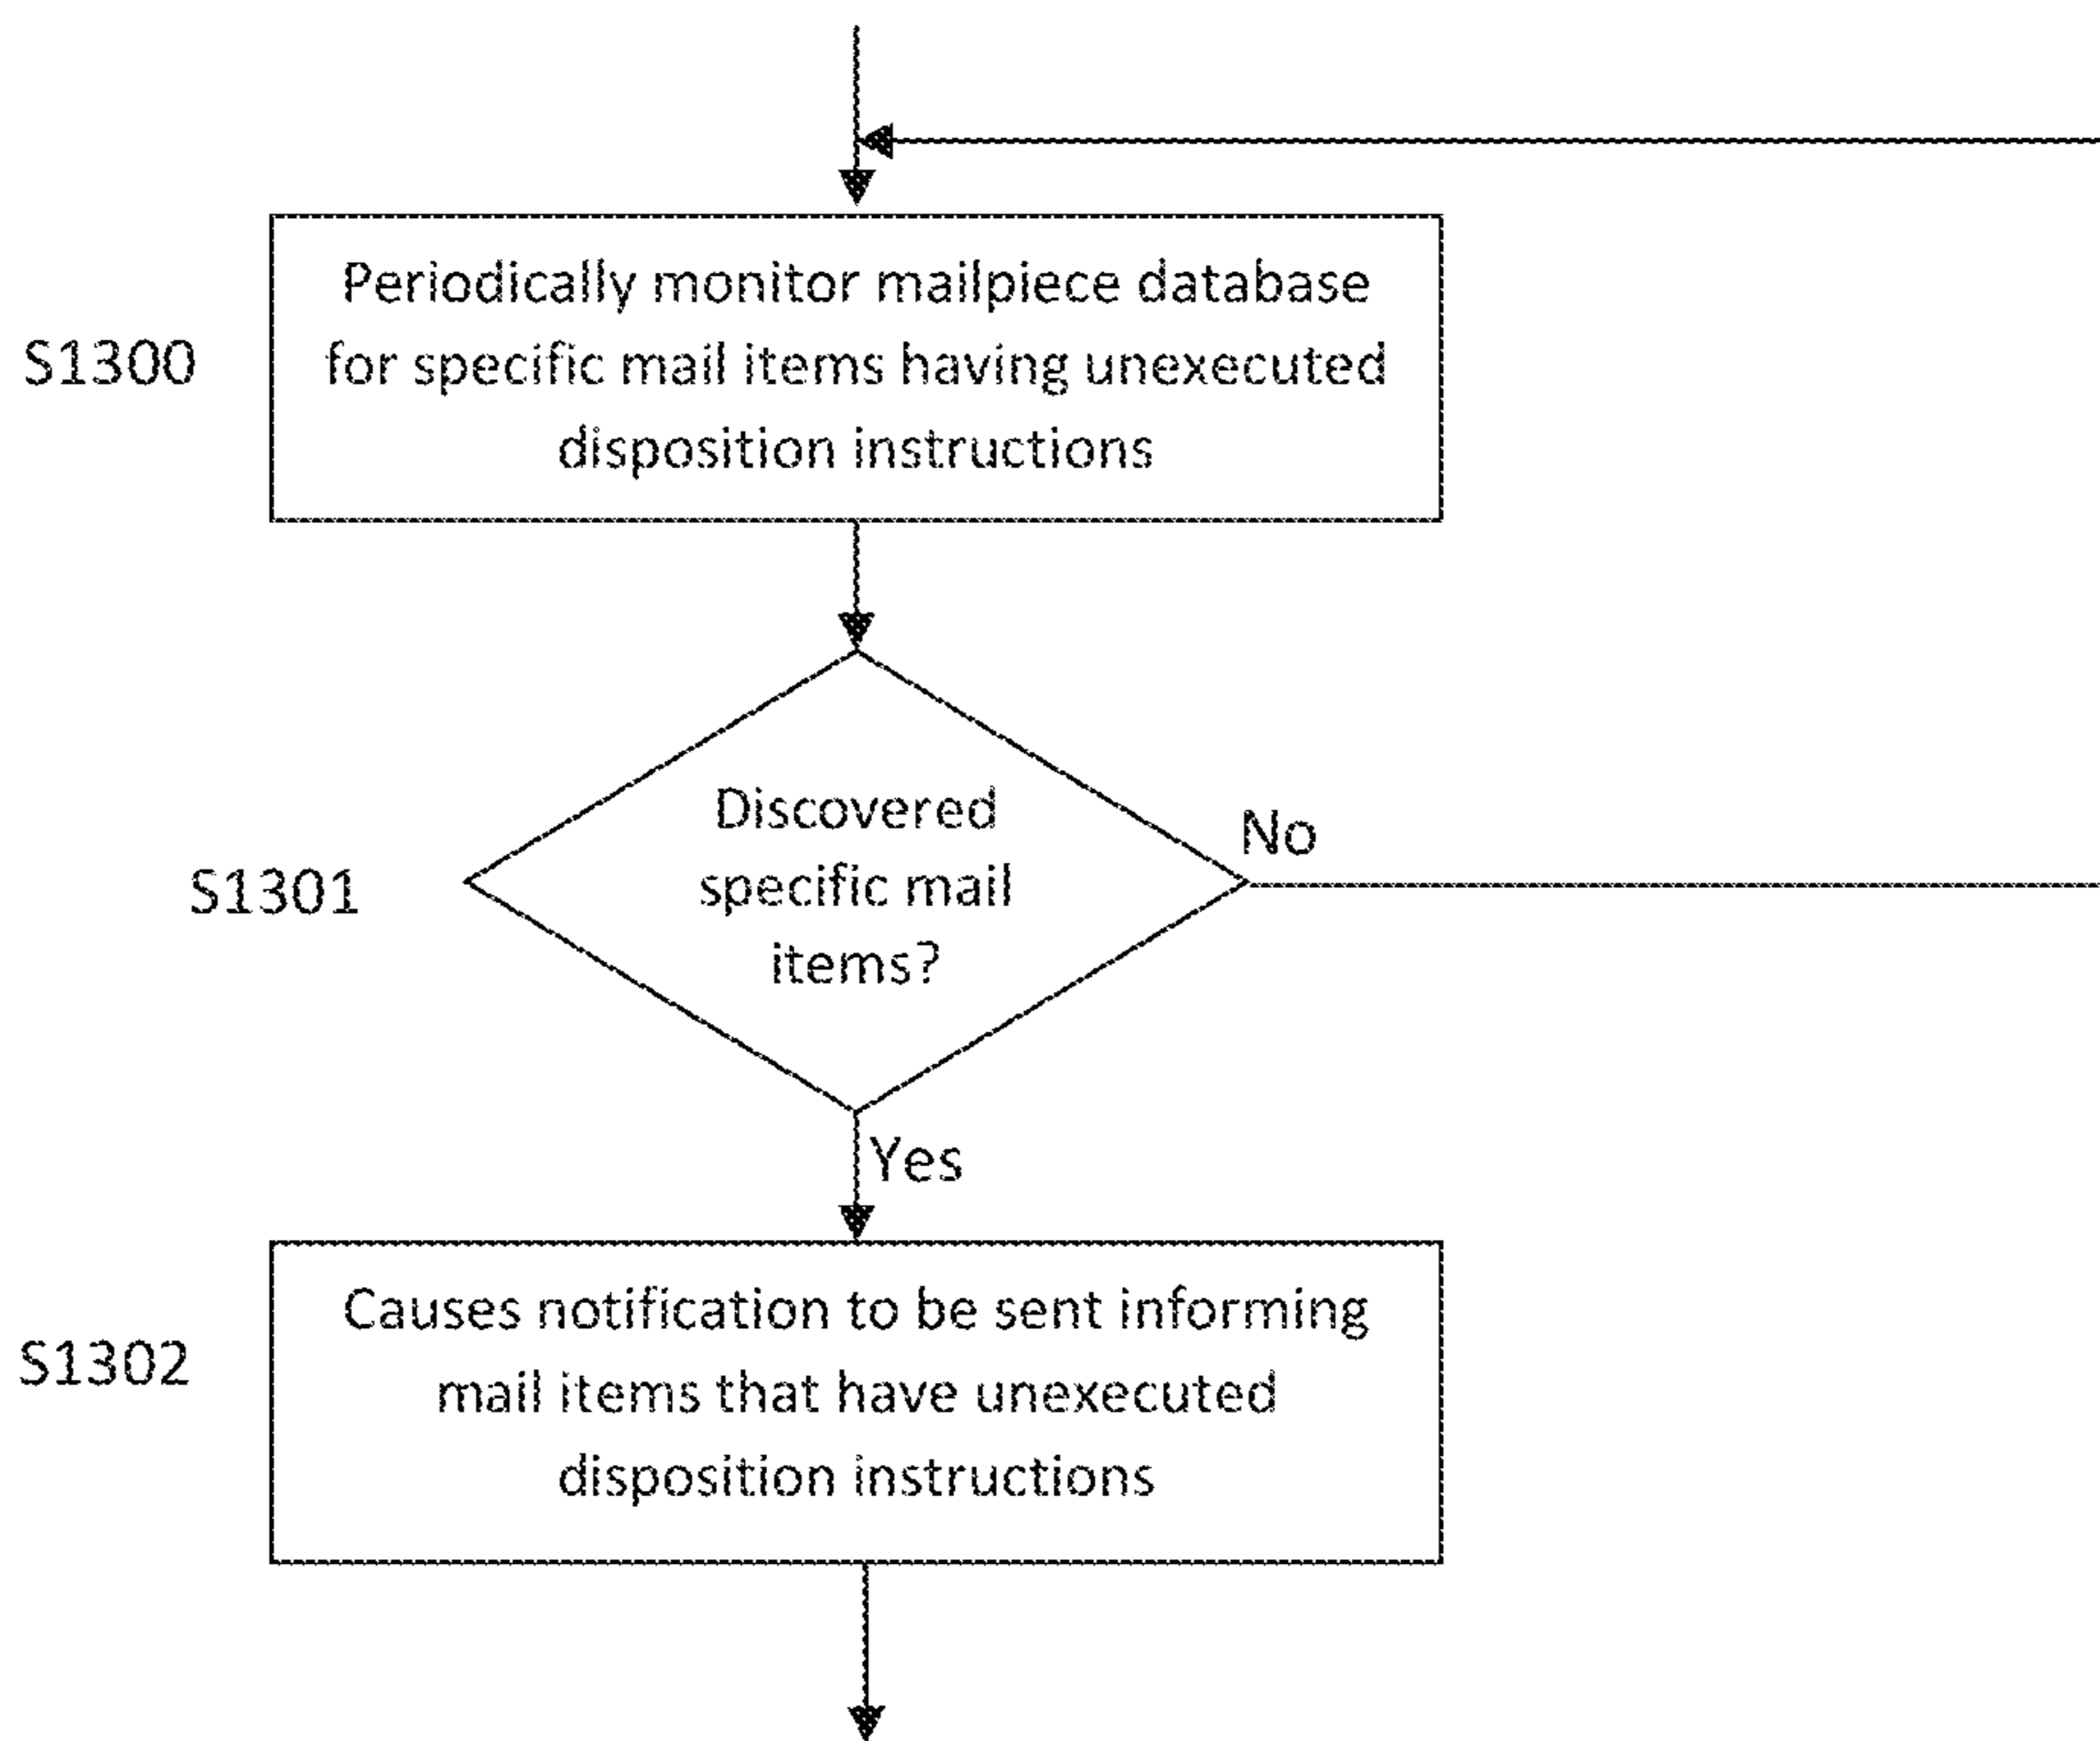 Periodically monitor mailpiece database
for specific mail items having unexecuted
disposition instructions
S1300
Discovered
specific mail
items?
S1301
No
Yes
Causes notification to be sent informing
mail items that have unexecuted
disposition instructions
S1302